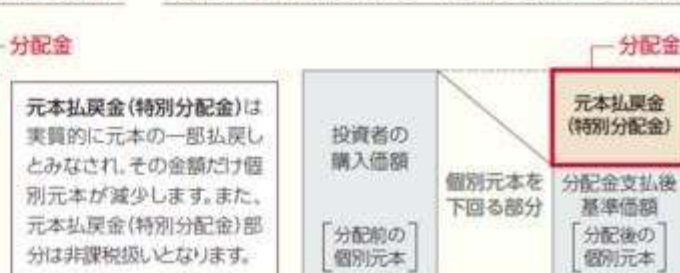 分配金
元本払戻金(特別分配金)は
実質的に元本の一部払戻し
とみなされ、その金額だけ個
別元本が減少します。また、
元本払戻金(特別分配金)部
分は非課税扱いとなります。
投資者の
購入価額
[分配前の
個別元本]
個別元本を
下回る部分
分配金
元本払戻金
(特別分配金)
分配金支払後
基準価額
[分配後の
個別元本]